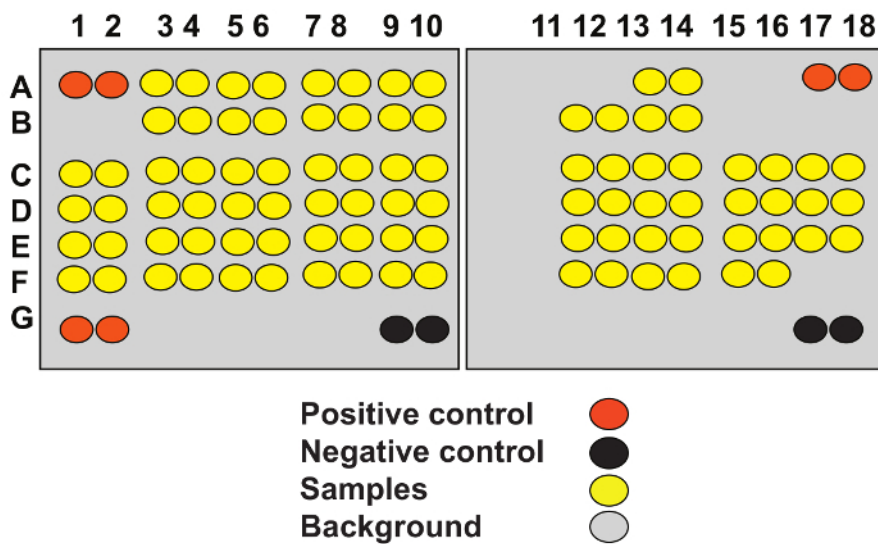 1 2 3 4 5 6 7 8 9 10 11 12 13 14 15 16 17 18
A
B
C
D
E
F
G
Positive control
Negative control
Samples
Background